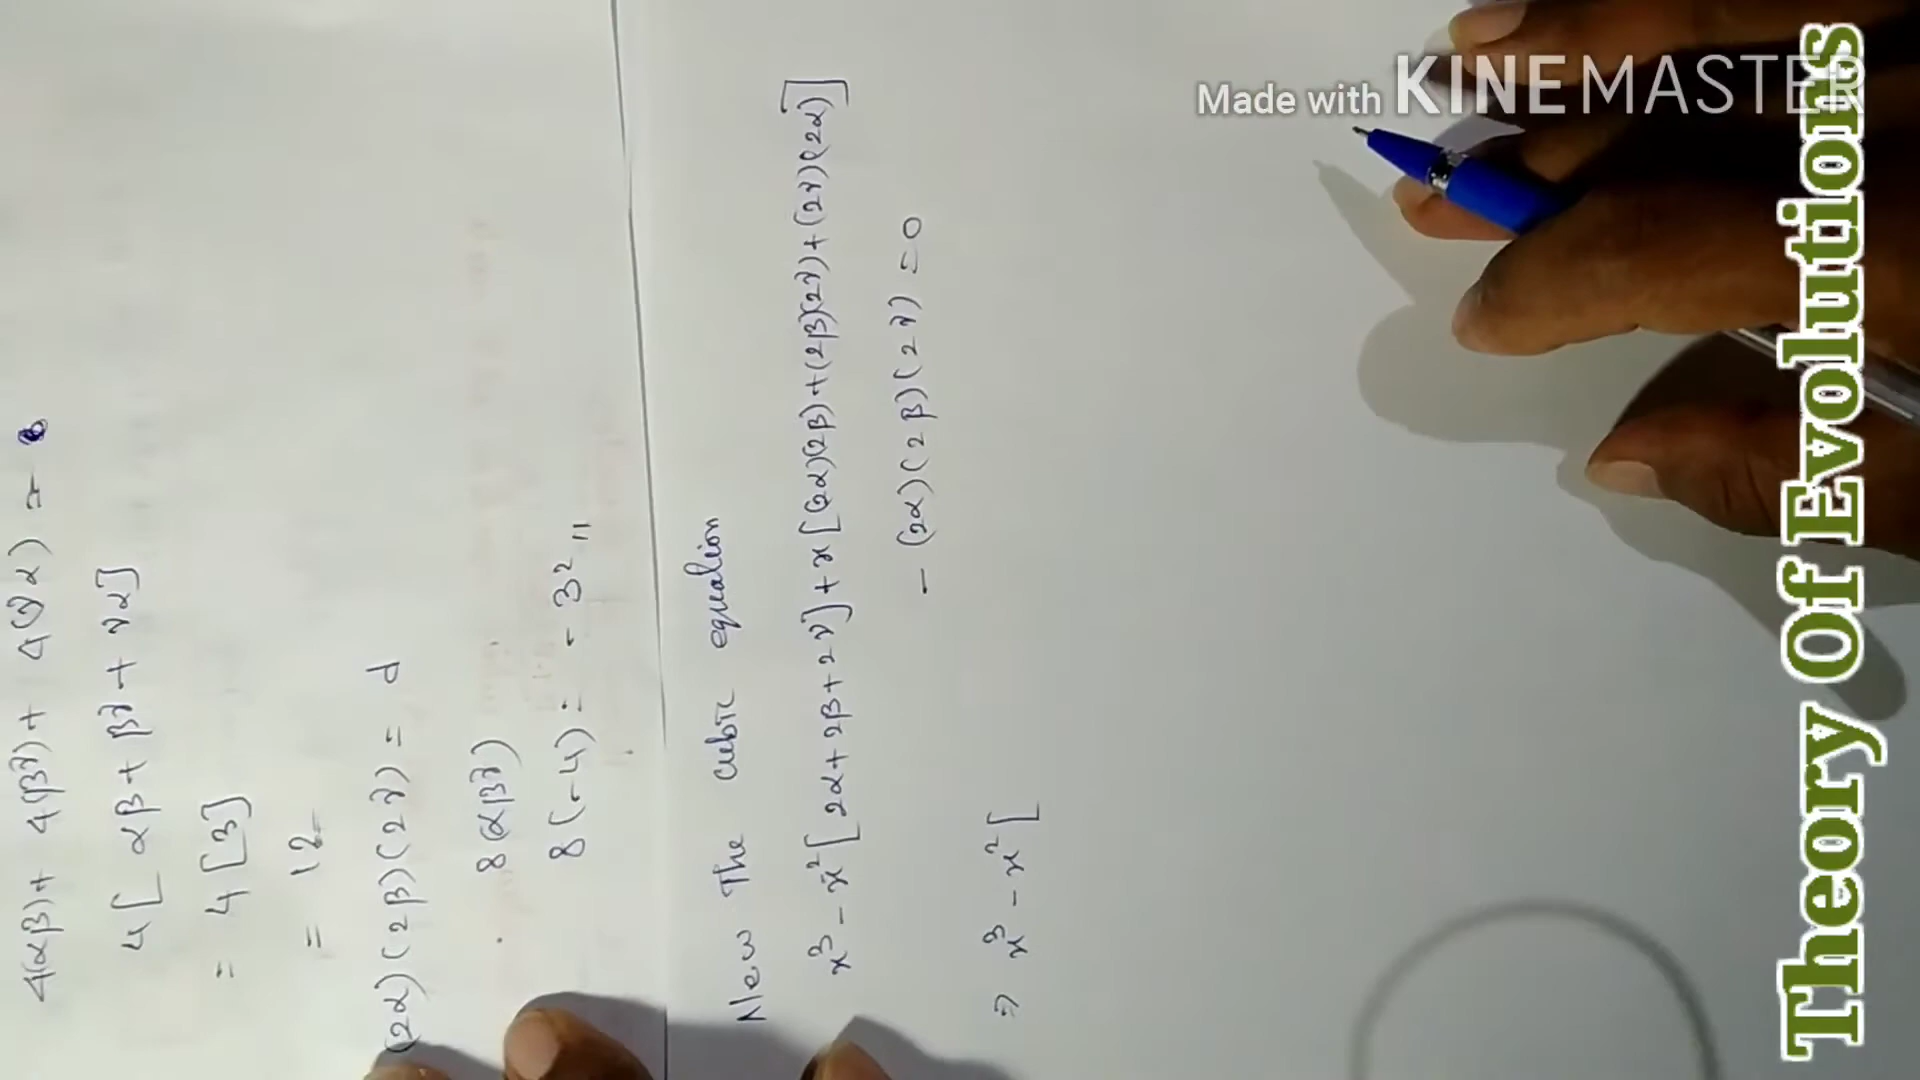 4(αβ)+ 4(βγ)+ 4(γα) =
4[ αβ + βγ + γα]
= 4[3]
= 12
(2α)(2β)(2γ) = d
8(αβγ)
8(-4) = -32 //
New The cubic equation
x³ - x² [ 2α + 2β + 2γ] + x [(2α)(2β)+(2β)(2γ)+(2γ)(2α)]
- (2α)(2β)(2γ) = 0
⇒ x³ - x² [
Made with KINEMASTER
Theory Of Evolutions